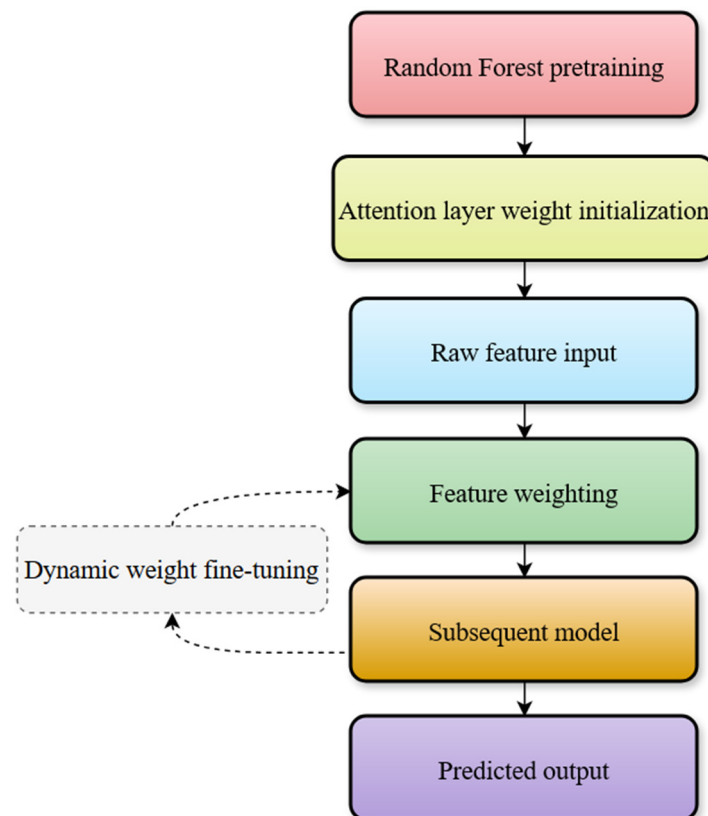 Random Forest pretraining
Attention layer weight initialization
Raw feature input
Feature weighting
Dynamic weight fine-tuning
Subsequent model
Predicted output